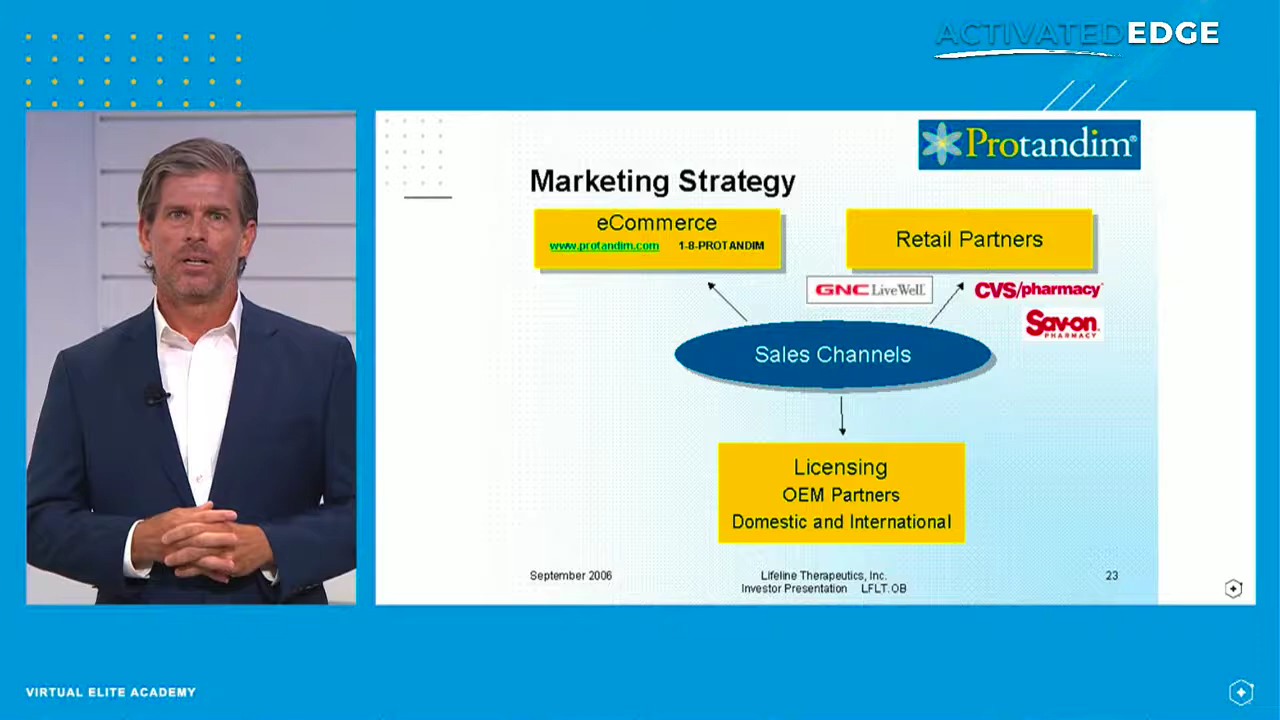 ACTIVATEDEDGE
Protandim®
Marketing Strategy
eCommerce
www.protandim.com 1-8-PROTANDIM
Retail Partners
GNC LiveWell.
CVS/pharmacy
Sav-on
PHARMACY
Sales Channels
Licensing
OEM Partners
Domestic and International
September 2006
Lifeline Therapeutics, Inc.
Investor Presentation LFLT.OB
23
VIRTUAL ELITE ACADEMY